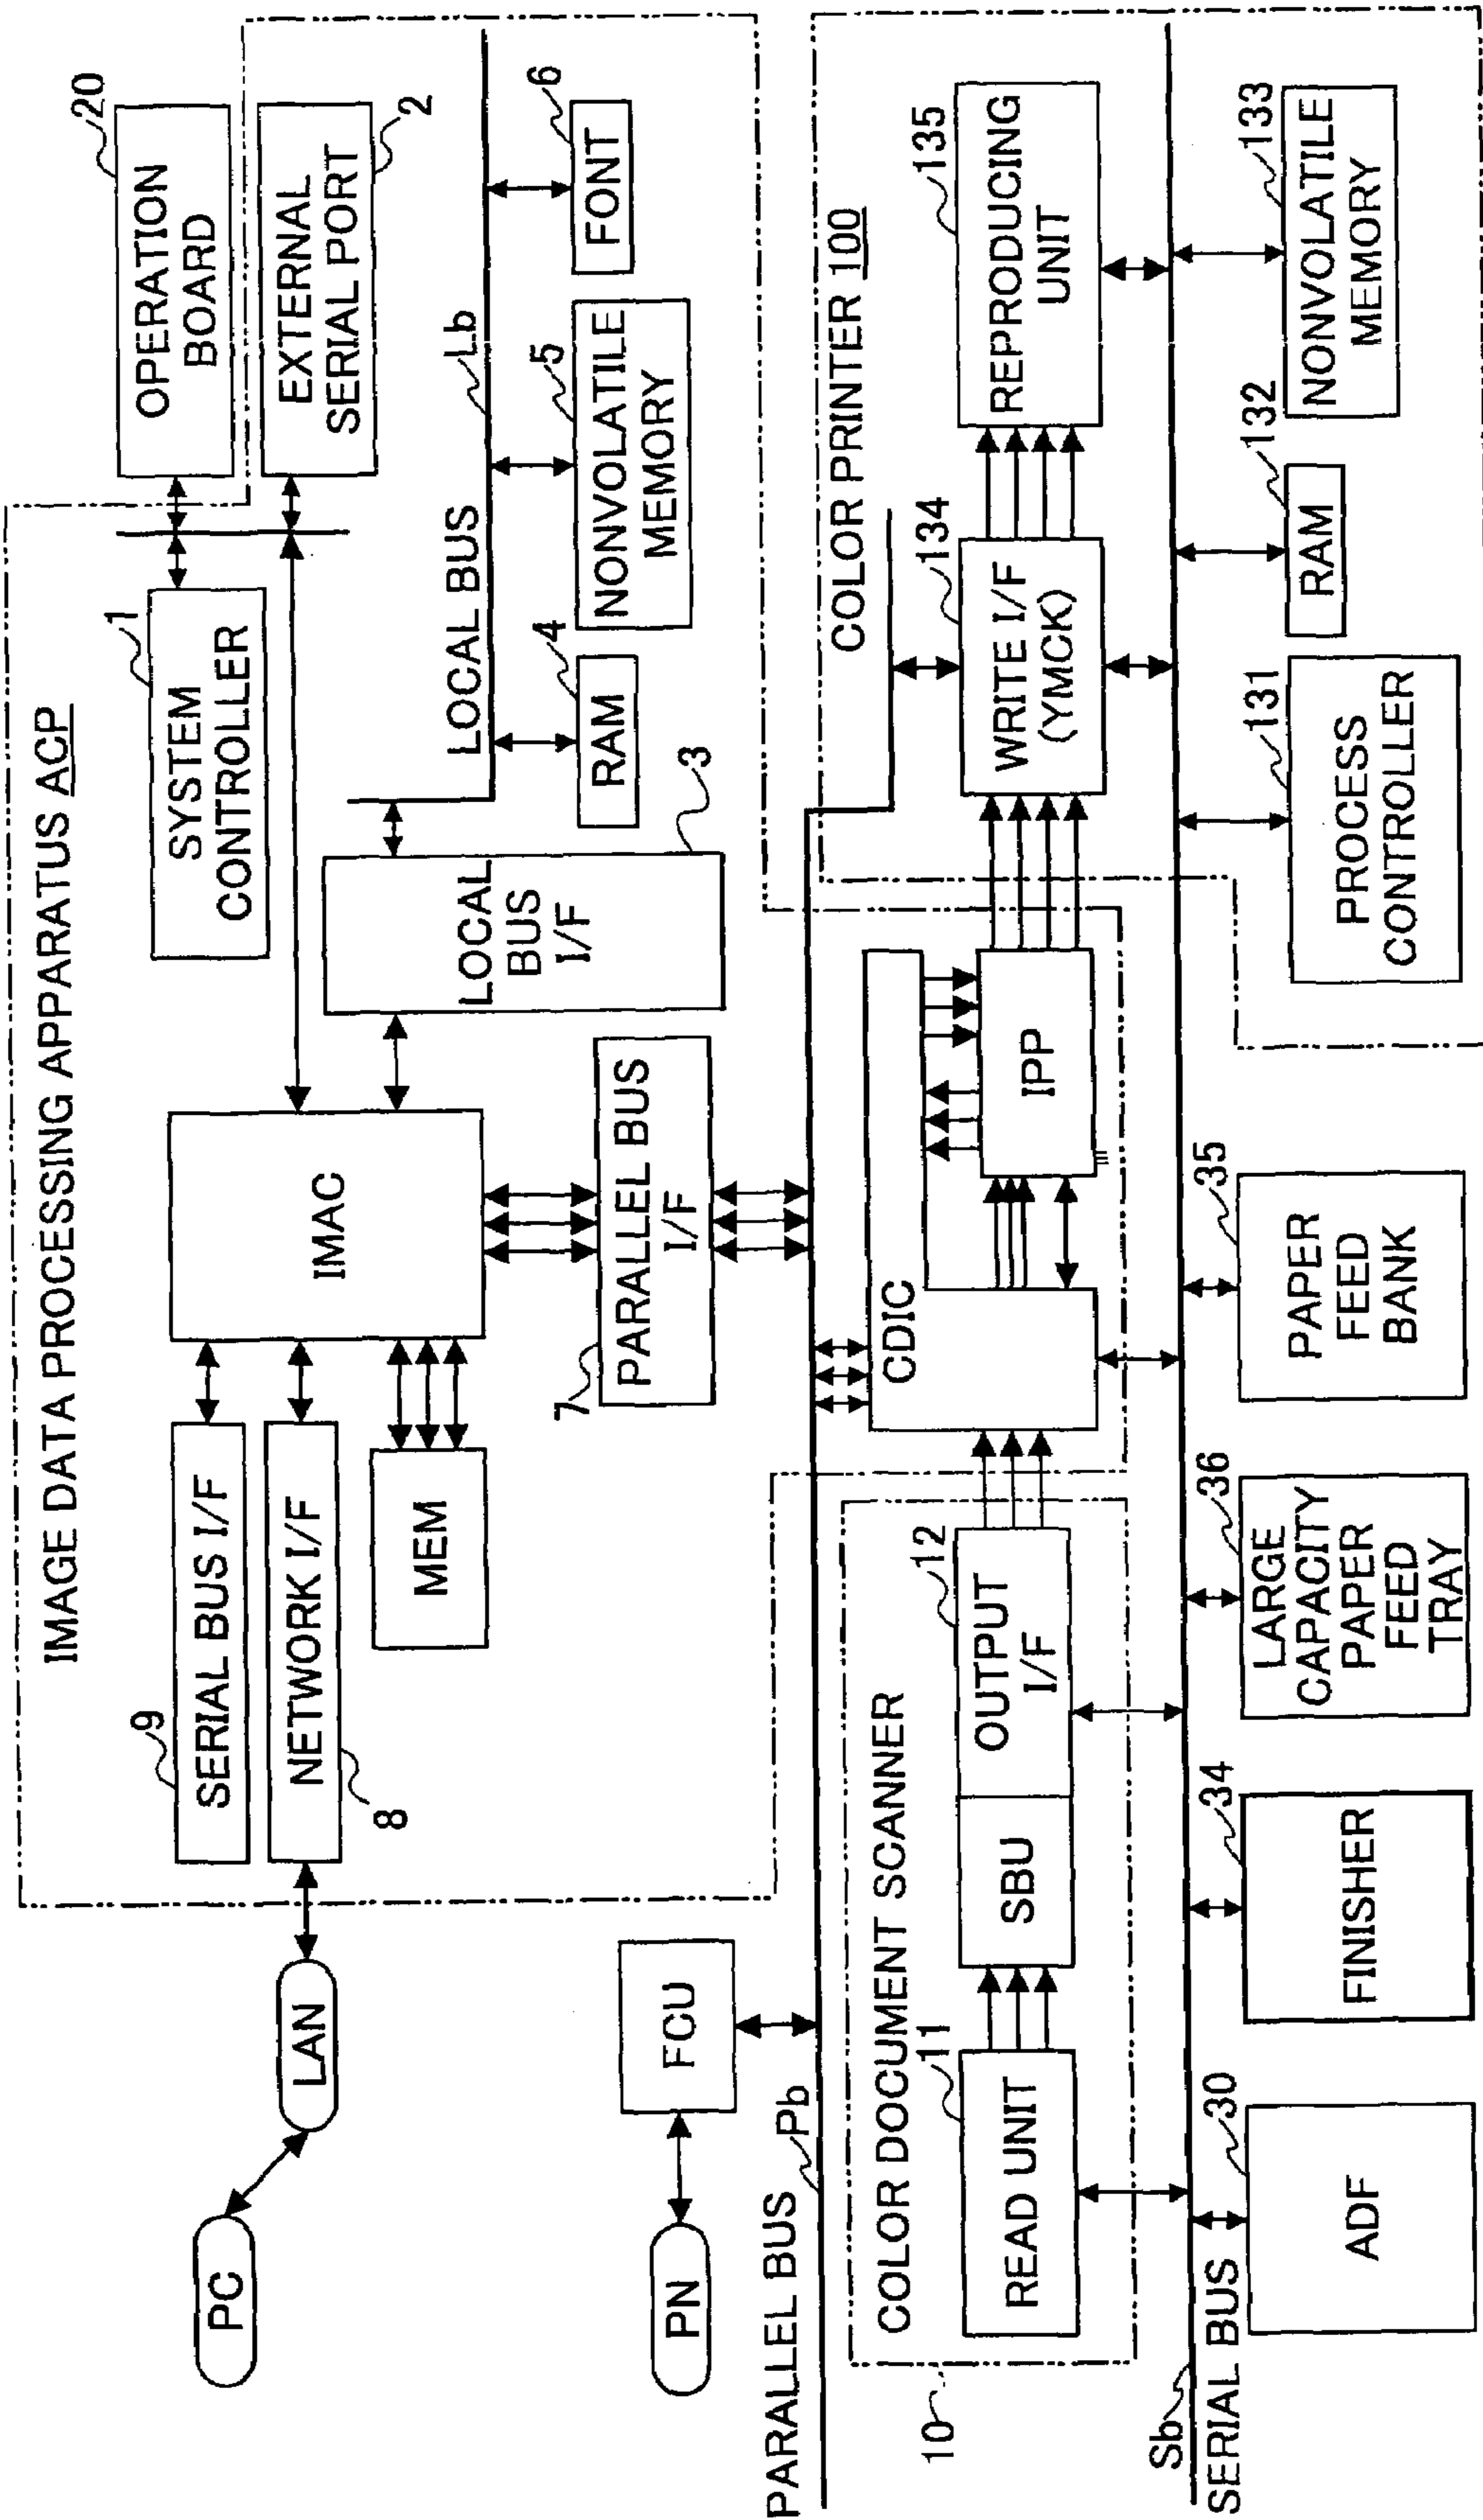 IMAGE DATA PROCESSING APPARATUS ACP
20
OPERATION
BOARD
1
SYSTEM
CONTROLLER
EXTERNAL
SERIAL PORT
2
9
SERIAL BUS I/F
NETWORK I/F
8
IMAC
MEM
LOCAL
BUS
I/F
3
LOCAL BUS
Lb
RAM
4
NONVOLATILE
MEMORY
5
FONT
6
7
PARALLEL BUS
I/F
PC
LAN
PN
FCU
PARALLEL BUS
Pb
COLOR DOCUMENT SCANNER
10
READ UNIT
11
SBU
OUTPUT
I/F
12
CDIC
IPP
COLOR PRINTER 100
WRITE I/F
(YMCK)
134
REPRODUCING
UNIT
135
Sb
SERIAL BUS
ADF
30
FINISHER
34
LARGE
CAPACITY
PAPER
FEED
TRAY
36
PAPER
FEED
BANK
35
PROCESS
CONTROLLER
131
RAM
132
NONVOLATILE
MEMORY
133